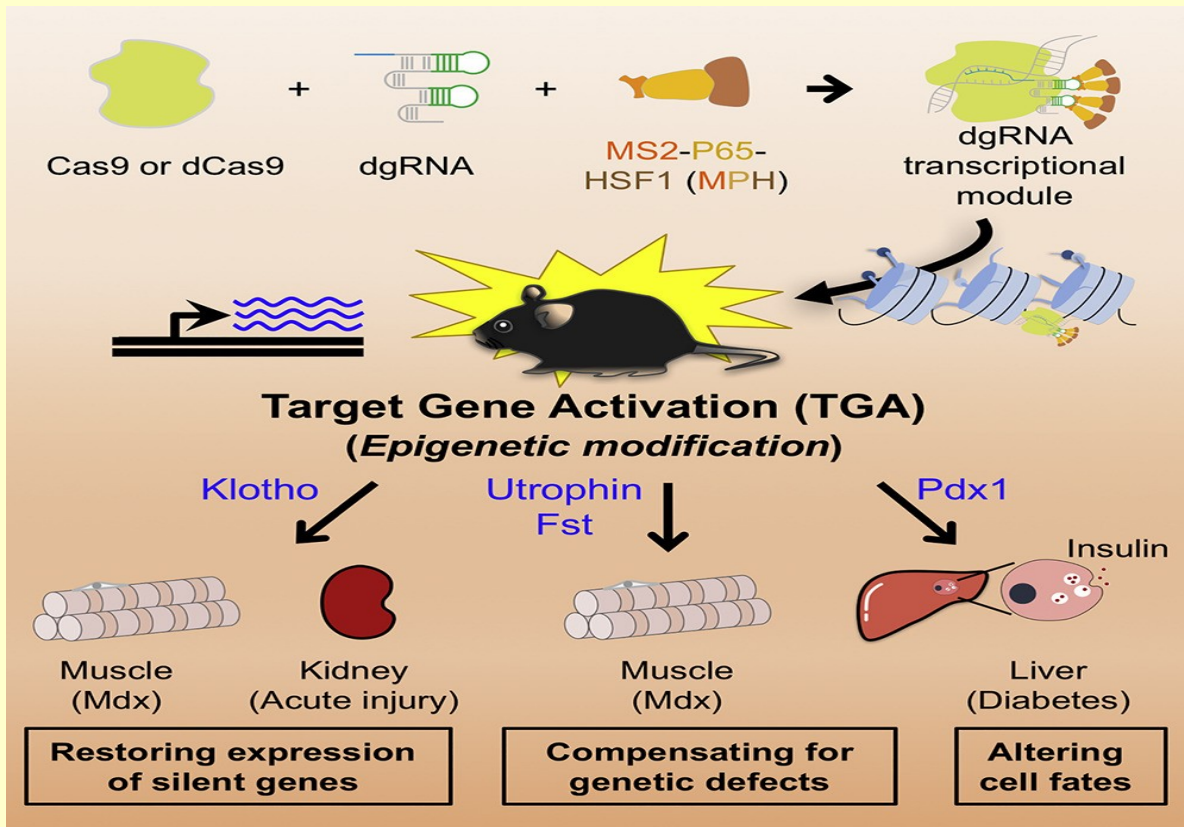 Cas9 or dCas9
+
dgRNA
+
MS2-P65-
HSF1 (MPH)
dgRNA
transcriptional
module
Target Gene Activation (TGA)
(Epigenetic modification)
Klotho
Utrophin
Fst
Pdx1
Insulin
Muscle
(Mdx)
Kidney
(Acute injury)
Muscle
(Mdx)
Liver
(Diabetes)
Restoring expression
of silent genes
Compensating for
genetic defects
Altering
cell fates